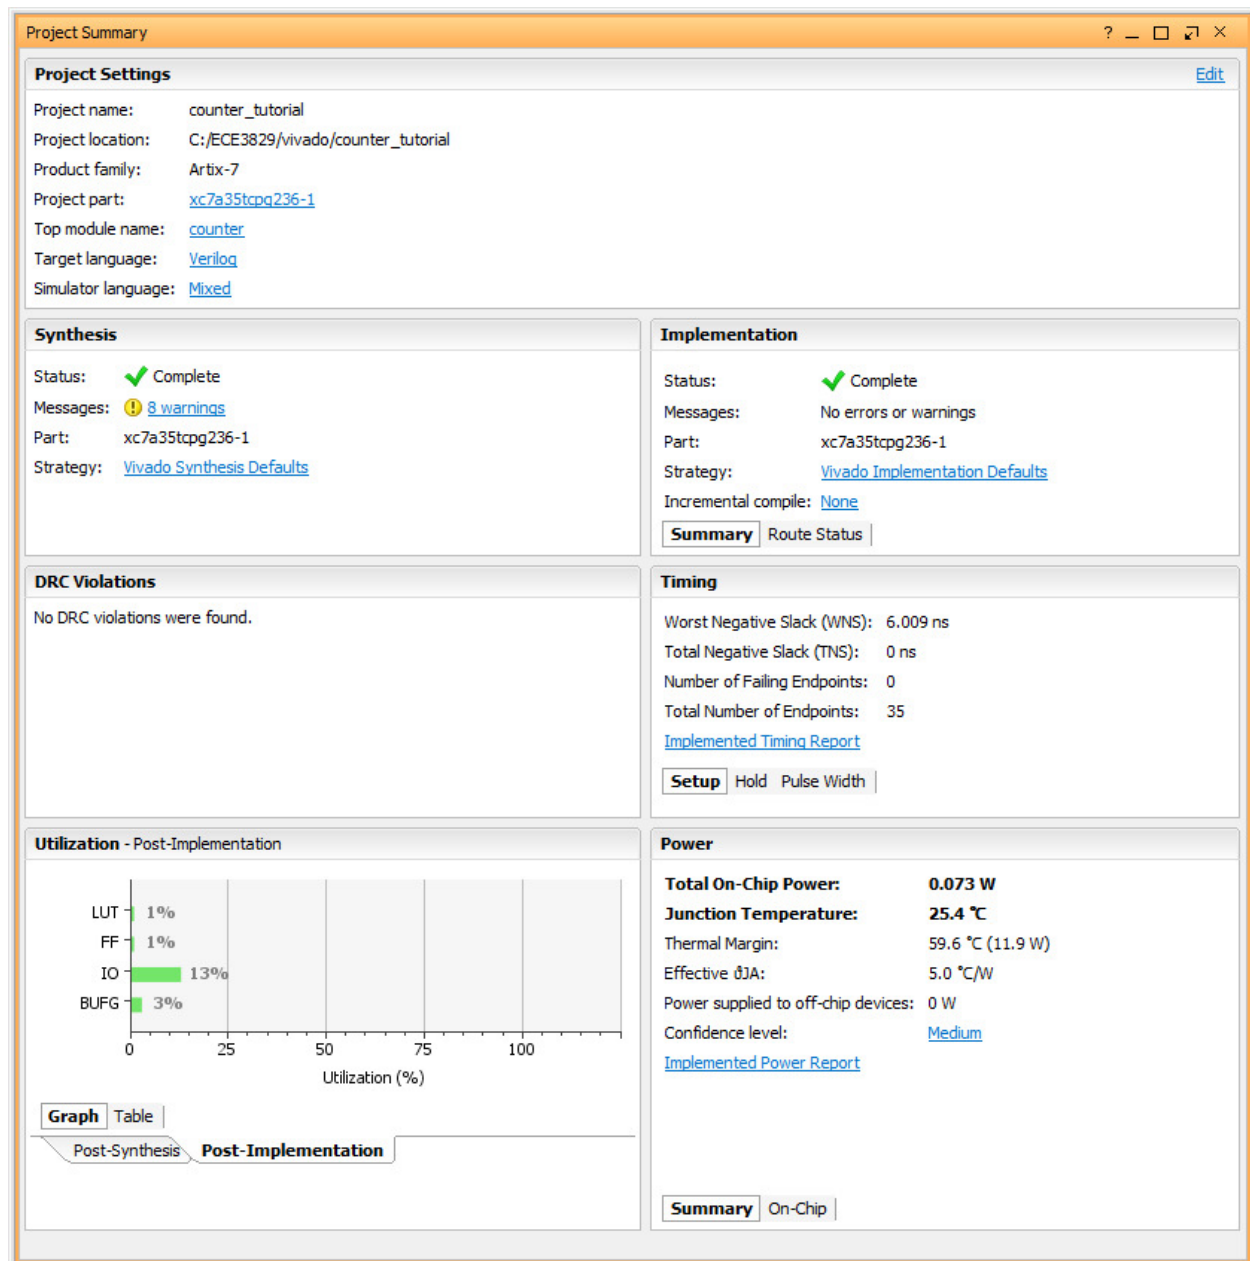 Project Summary
Project Settings Edit
Project name: counter_tutorial
Project location: C:/ECE3829/vivado/counter_tutorial
Product family: Artix-7
Project part: xc7a35tcpg236-1
Top module name: counter
Target language: Verilog
Simulator language: Mixed
Synthesis
Status: Complete
Messages: 8 warnings
Part: xc7a35tcpg236-1
Strategy: Vivado Synthesis Defaults
Implementation
Status: Complete
Messages: No errors or warnings
Part: xc7a35tcpg236-1
Strategy: Vivado Implementation Defaults
Incremental compile: None
Summary Route Status
DRC Violations
No DRC violations were found.
Timing
Worst Negative Slack (WNS): 6.009 ns
Total Negative Slack (TNS): 0 ns
Number of Failing Endpoints: 0
Total Number of Endpoints: 35
Implemented Timing Report
Setup Hold Pulse Width
Utilization - Post-Implementation
LUT 1%
FF 1%
IO 13%
BUFG 3%
0 25 50 75 100
Utilization (%)
Graph Table
Post-Synthesis Post-Implementation
Power
Total On-Chip Power: 0.073 W
Junction Temperature: 25.4 °C
Thermal Margin: 59.6 °C (11.9 W)
Effective ϑJA: 5.0 °C/W
Power supplied to off-chip devices: 0 W
Confidence level: Medium
Implemented Power Report
Summary On-Chip